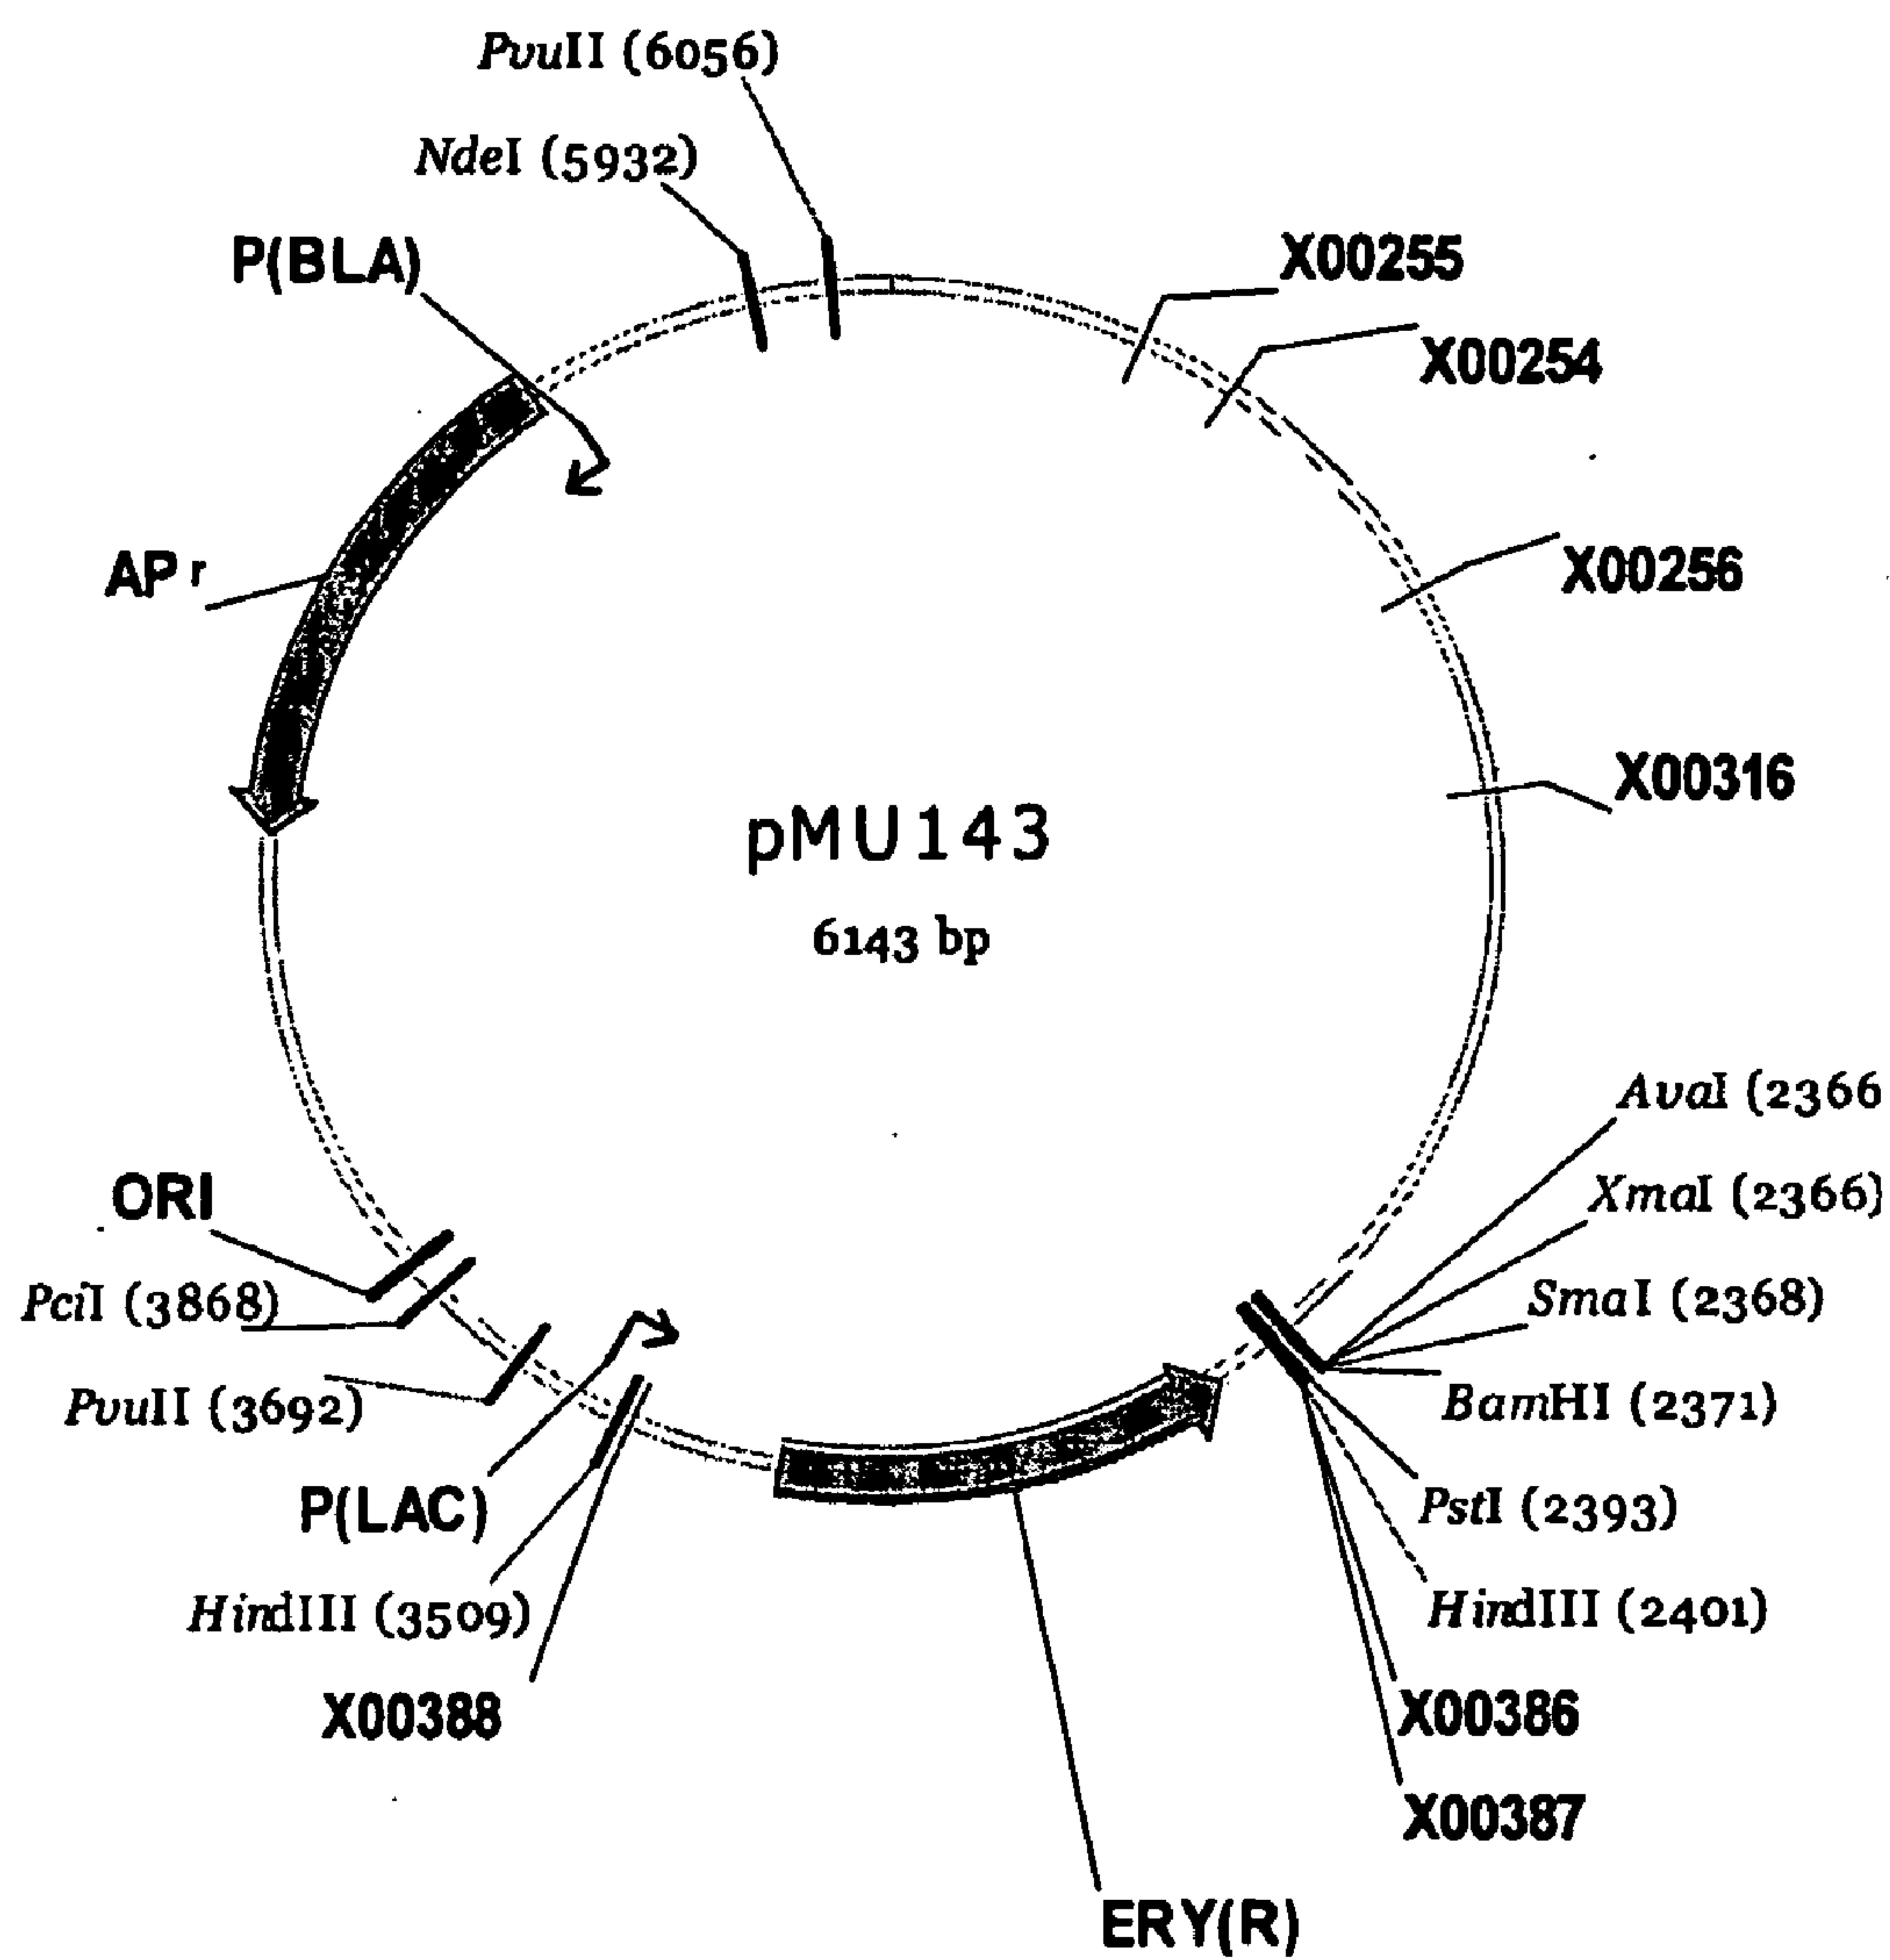 PvuII (6056)
NdeI (5932)
P(BLA)
X00255
X00254
APr
X00256
X00316
pMU143
6143 bp
AvaI (2366
XmaI (2366)
ORI
SmaI (2368)
PciI (3868)
BamHI (2371)
PvuII (3692)
PstI (2393)
P(LAC)
HindIII (3509)
HindIII (2401)
X00388
X00386
X00387
ERY(R)